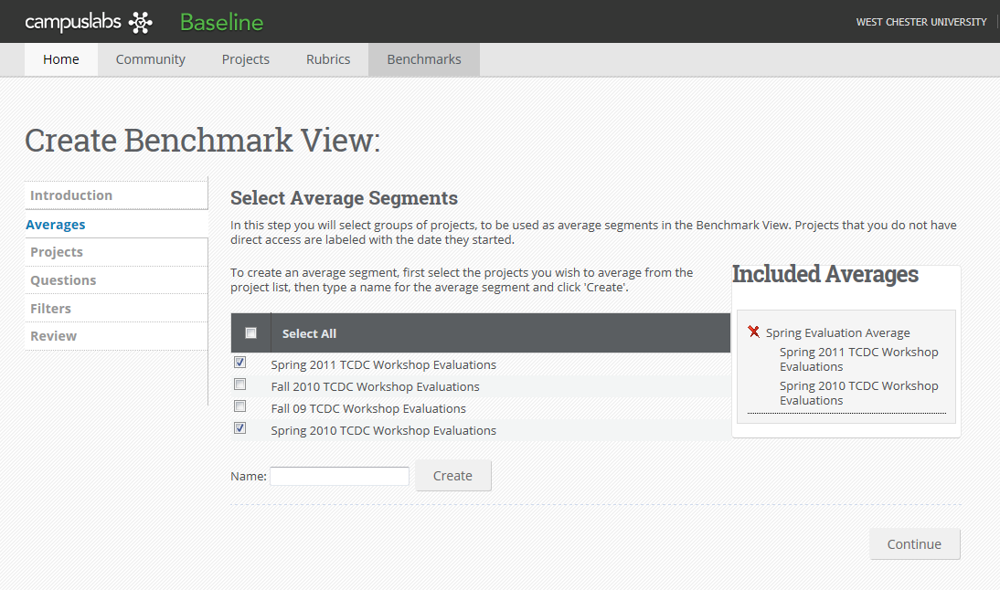 campuslabs Baseline WEST CHESTER UNIVERSITY
Home Community Projects Rubrics Benchmarks
Create Benchmark View:
Introduction
Averages
Projects
Questions
Filters
Review
Select Average Segments
In this step you will select groups of projects, to be used as average segments in the Benchmark View. Projects that you do not have
direct access are labeled with the date they started.
To create an average segment, first select the projects you wish to average from the
project list, then type a name for the average segment and click 'Create'.
Select All
Spring 2011 TCDC Workshop Evaluations
Fall 2010 TCDC Workshop Evaluations
Fall 09 TCDC Workshop Evaluations
Spring 2010 TCDC Workshop Evaluations
Name: Create
Included Averages
Spring Evaluation Average
Spring 2011 TCDC Workshop
Evaluations
Spring 2010 TCDC Workshop
Evaluations
Continue